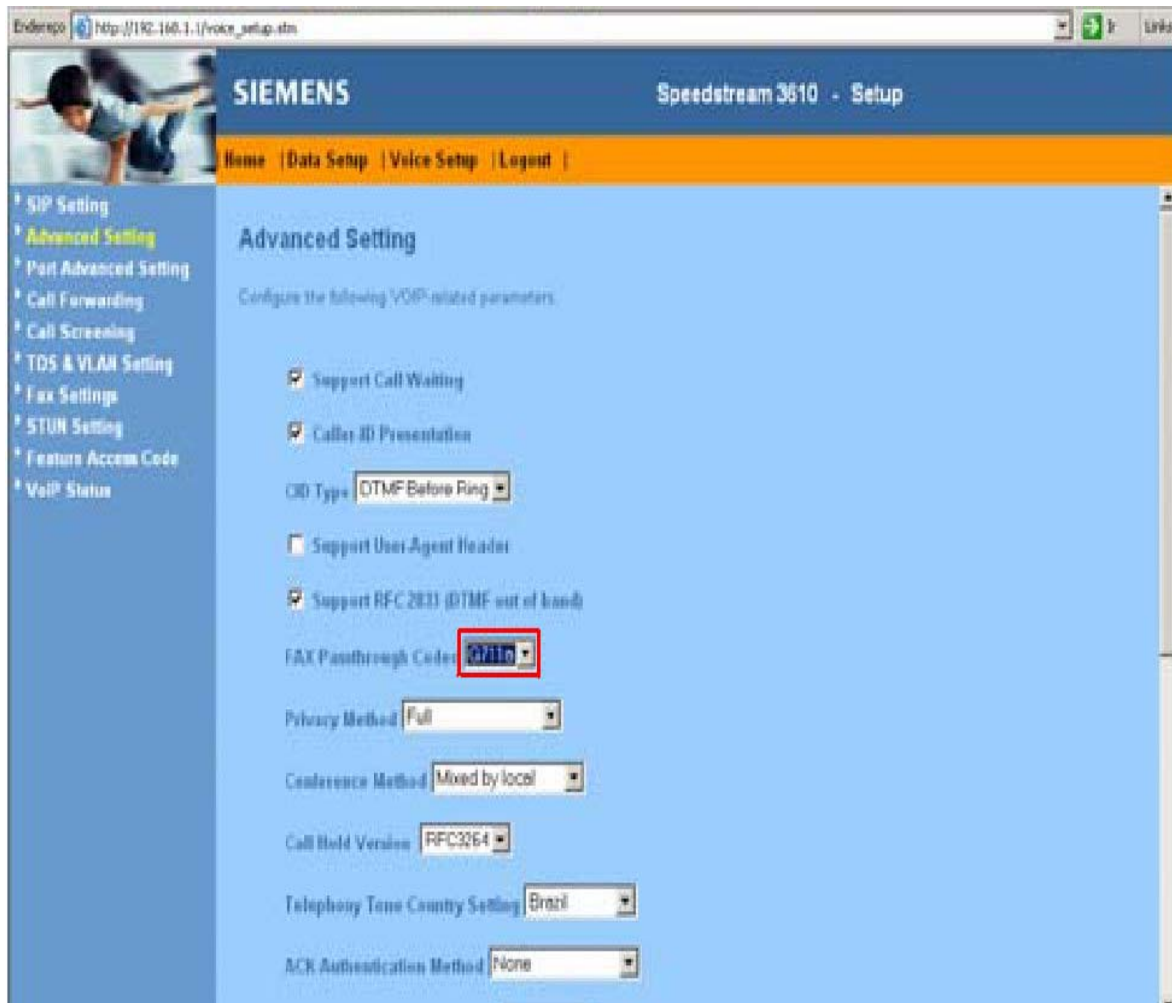 Endereço http://192.168.1.1/voice_setup.stm Ir Links
SIEMENS
Speedstream 3610 - Setup
| Home | Data Setup | Voice Setup | Logout |
SIP Setting
Advanced Setting
Port Advanced Setting
Call Forwarding
Call Screening
TDS & VLAN Setting
Fax Settings
STUN Setting
Feature Access Code
VoIP Status
Advanced Setting
Configure the following VOIP-related parameters.
Support Call Waiting
Caller ID Presentation
CID Type DTMF Before Ring
Support User-Agent Header
Support RFC 2833 (DTMF out of band)
FAX Passthrough Codec
Privacy Method Full
Conference Method Mixed by local
Call Hold Version RFC3264
Telephony Tone Country Setting Brazil
ACK Authentication Method None